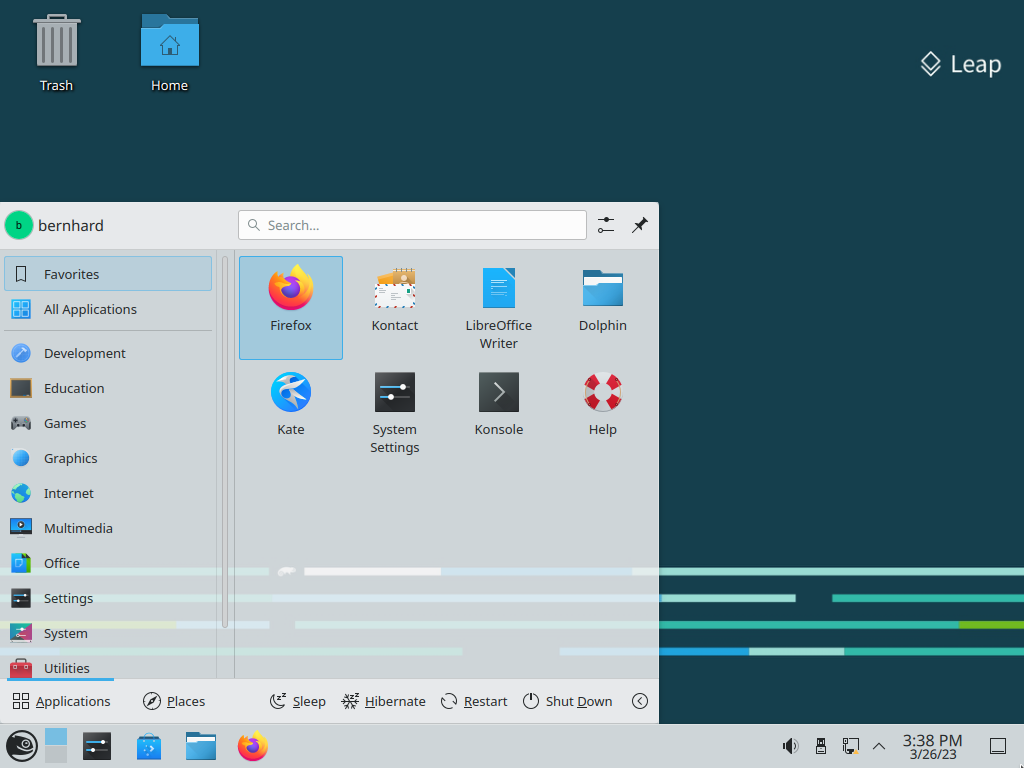 Trash
Home
Leap
b
bernhard
Search...
Favorites
All Applications
Development
Education
Games
Graphics
Internet
Multimedia
Office
Settings
System
Utilities
Firefox
Kontact
LibreOffice
Writer
Dolphin
Kate
System
Settings
Konsole
Help
Applications
Places
Sleep
Hibernate
Restart
Shut Down
3:38 PM
3/26/23